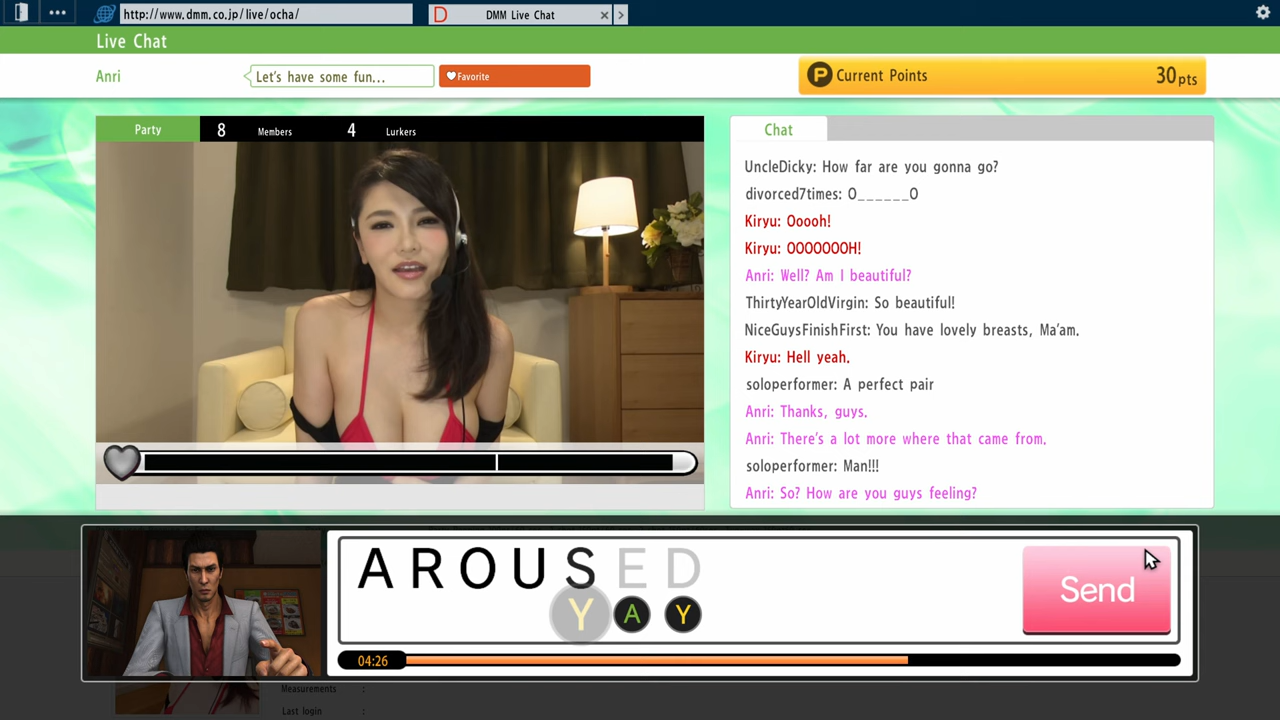 http://www.dmm.co.jp/live/ocha/
D DMM Live Chat
Live Chat
Anri
Let's have some fun...
Favorite
P Current Points 30pts
Party 8 Members 4 Lurkers
Chat
UncleDicky: How far are you gonna go?
divorced7times: O______O
Kiryu: Ooooh!
Kiryu: OOOOOOOH!
Anri: Well? Am I beautiful?
ThirtyYearOldVirgin: So beautiful!
NiceGuysFinishFirst: You have lovely breasts, Ma'am.
Kiryu: Hell yeah.
soloperformer: A perfect pair
Anri: Thanks, guys.
Anri: There's a lot more where that came from.
soloperformer: Man!!!
Anri: So? How are you guys feeling?
AROUSED
Y A Y
Send
04:26
Measurements :
Last login :